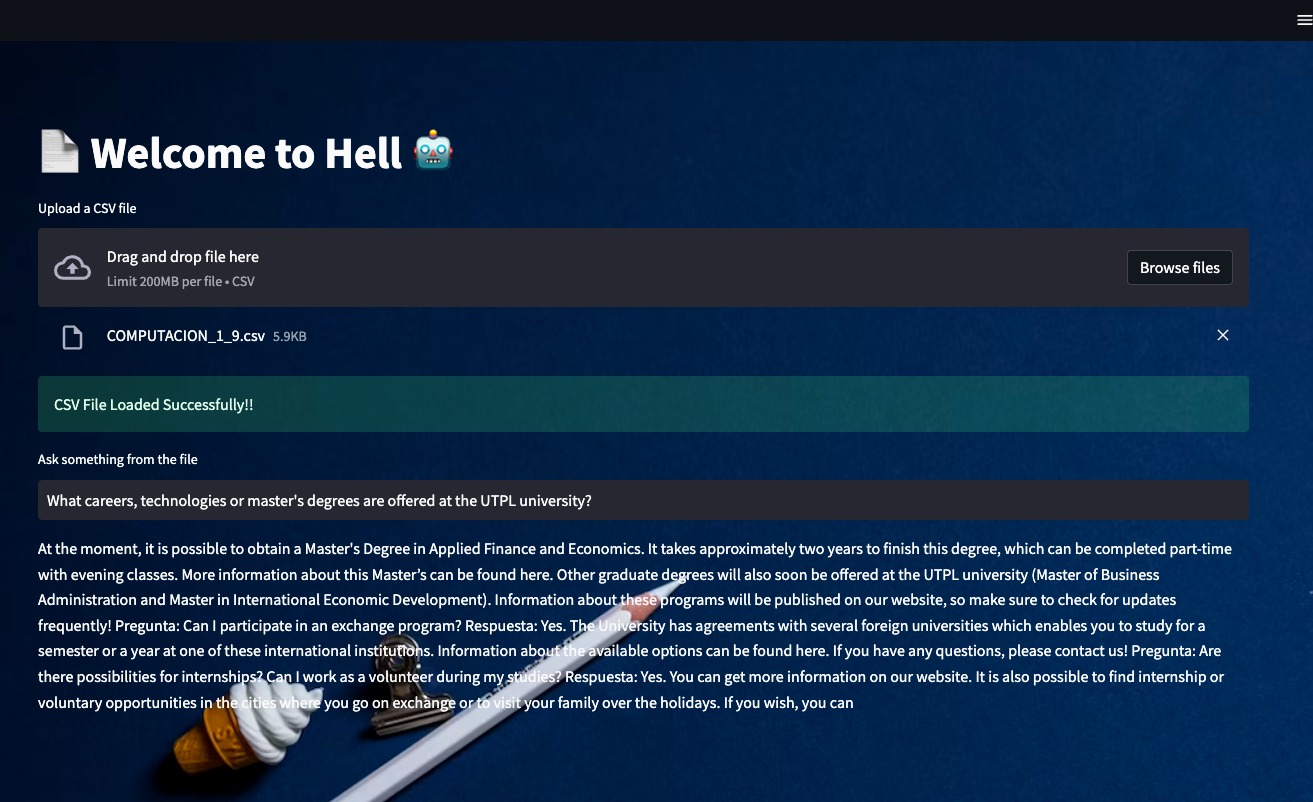 Welcome to Hell
Upload a CSV file
Drag and drop file here
Limit 200MB per file • CSV
Browse files
COMPUTACION_1_9.csv 5.9KB
CSV File Loaded Successfully!!
Ask something from the file
What careers, technologies or master's degrees are offered at the UTPL university?
At the moment, it is possible to obtain a Master's Degree in Applied Finance and Economics. It takes approximately two years to finish this degree, which can be completed part-time
with evening classes. More information about this Master’s can be found here. Other graduate degrees will also soon be offered at the UTPL university (Master of Business
Administration and Master in International Economic Development). Information about these programs will be published on our website, so make sure to check for updates
frequently! Pregunta: Can I participate in an exchange program? Respuesta: Yes. The University has agreements with several foreign universities which enables you to study for a
semester or a year at one of these international institutions. Information about the available options can be found here. If you have any questions, please contact us! Pregunta: Are
there possibilities for internships? Can I work as a volunteer during my studies? Respuesta: Yes. You can get more information on our website. It is also possible to find internship or
voluntary opportunities in the cities where you go on exchange or to visit your family over the holidays. If you wish, you can